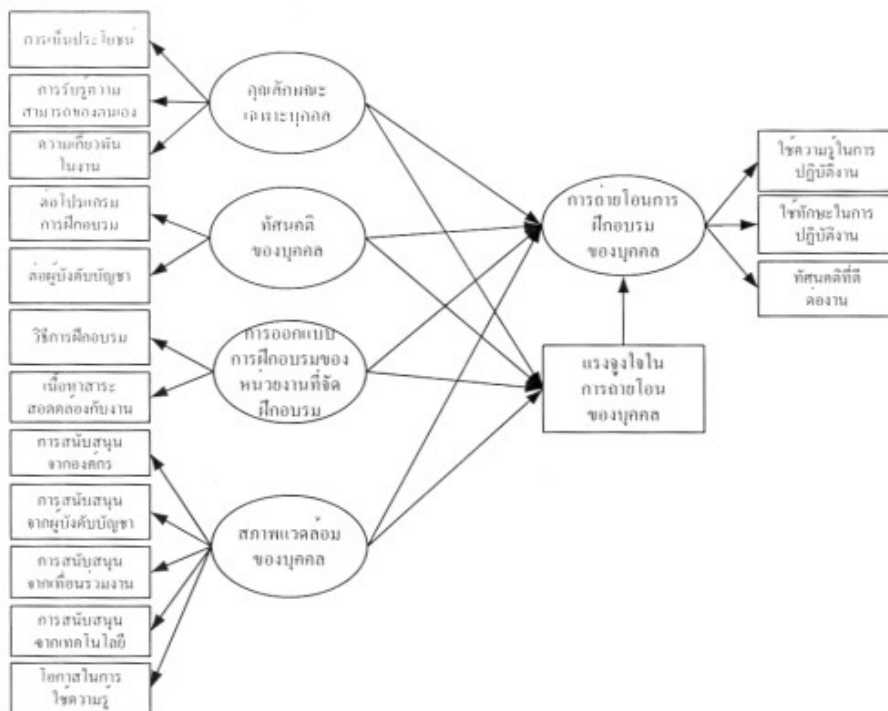 การเห็นประโยชน์
การรับรู้ความ
สามารถของตนเอง
ความเกี่ยวพัน
ในงาน
ต่อโปรแกรม
การฝึกอบรม
ต่อผู้บังคับบัญชา
วิธีการฝึกอบรม
เนื้อหาสาระ
สอดคล้องกับงาน
การสนับสนุน
จากองค์กร
การสนับสนุน
จากผู้บังคับบัญชา
การสนับสนุน
จากเพื่อนร่วมงาน
การสนับสนุน
จากเทคโนโลยี
โอกาสในการ
ใช้ความรู้
คุณลักษณะ
เฉพาะบุคคล
ทัศนคติ
ของบุคคล
การออกแบบ
การฝึกอบรมของ
หน่วยงานที่จัด
ฝึกอบรม
สภาพแวดล้อม
ของบุคคล
การถ่ายโอนการ
ฝึกอบรม
ของบุคคล
แรงจูงใจใน
การถ่ายโอน
ของบุคคล
ใช้ความรู้ในการ
ปฏิบัติงาน
ใช้ทักษะในการ
ปฏิบัติงาน
ทัศนคติที่ดี
ต่องาน